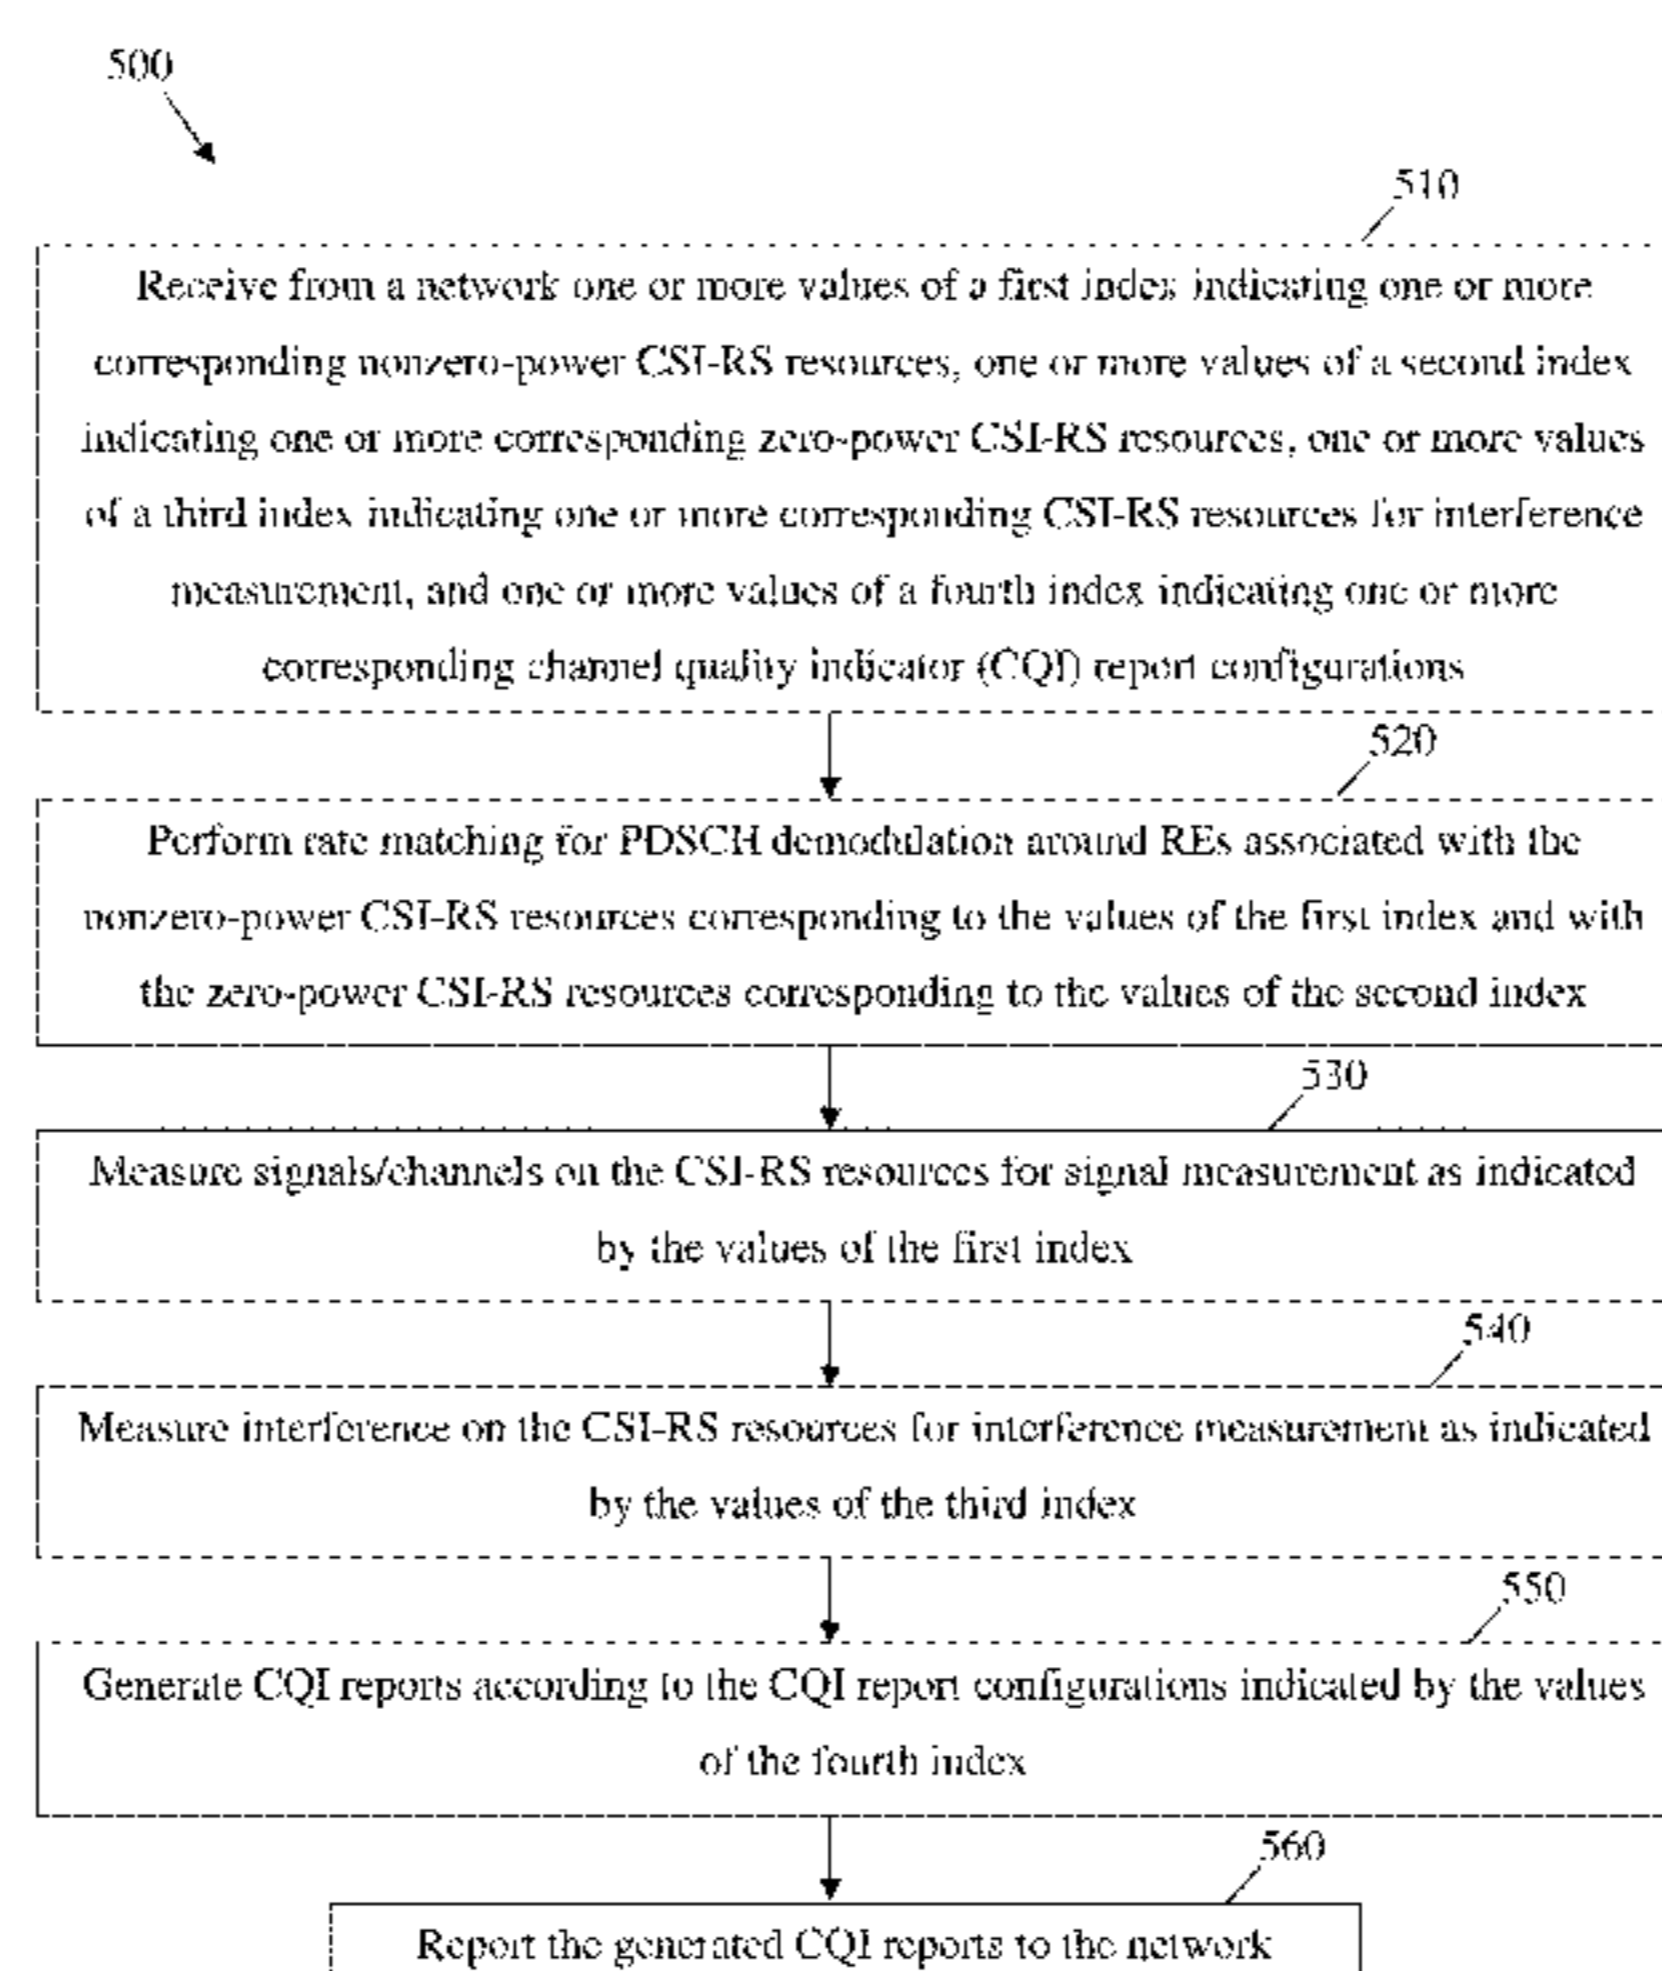 500
510
Receive from a network one or more values of a first index indicating one or more
corresponding nonzero-power CSI-RS resources, one or more values of a second index
indicating one or more corresponding zero-power CSI-RS resources, one or more values
of a third index indicating one or more corresponding CSI-RS resources for interference
measurement, and one or more values of a fourth index indicating one or more
corresponding channel quality indicator (CQI) report configurations
520
Perform rate matching for PDSCH demodulation around REs associated with the
nonzero-power CSI-RS resources corresponding to the values of the first index and with
the zero-power CSI-RS resources corresponding to the values of the second index
530
Measure signals/channels on the CSI-RS resources for signal measurement as indicated
by the values of the first index
540
Measure interference on the CSI-RS resources for interference measurement as indicated
by the values of the third index
550
Generate CQI reports according to the CQI report configurations indicated by the values
of the fourth index
560
Report the generated CQI reports to the network